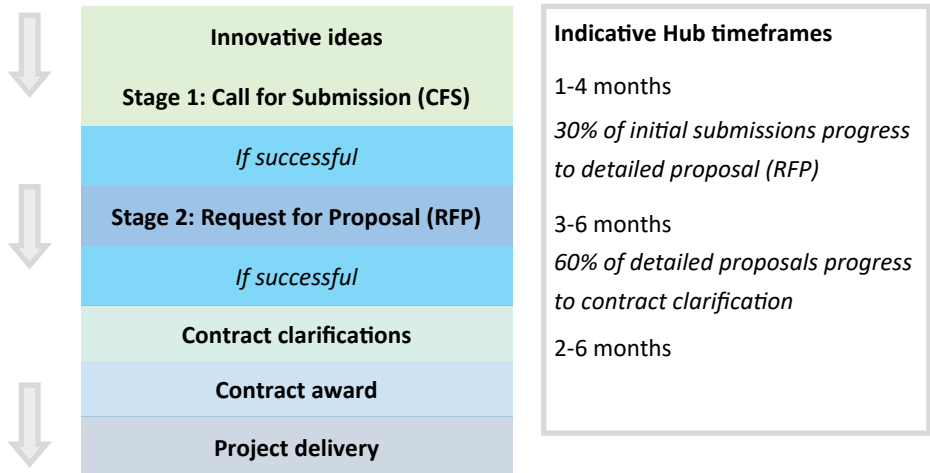 Innovative ideas
Stage 1: Call for Submission (CFS)
If successful
Stage 2: Request for Proposal (RFP)
If successful
Contract clarifications
Contract award
Project delivery
Indicative Hub timeframes
1-4 months
30% of initial submissions progress
to detailed proposal (RFP)
3-6 months
60% of detailed proposals progress
to contract clarification
2-6 months